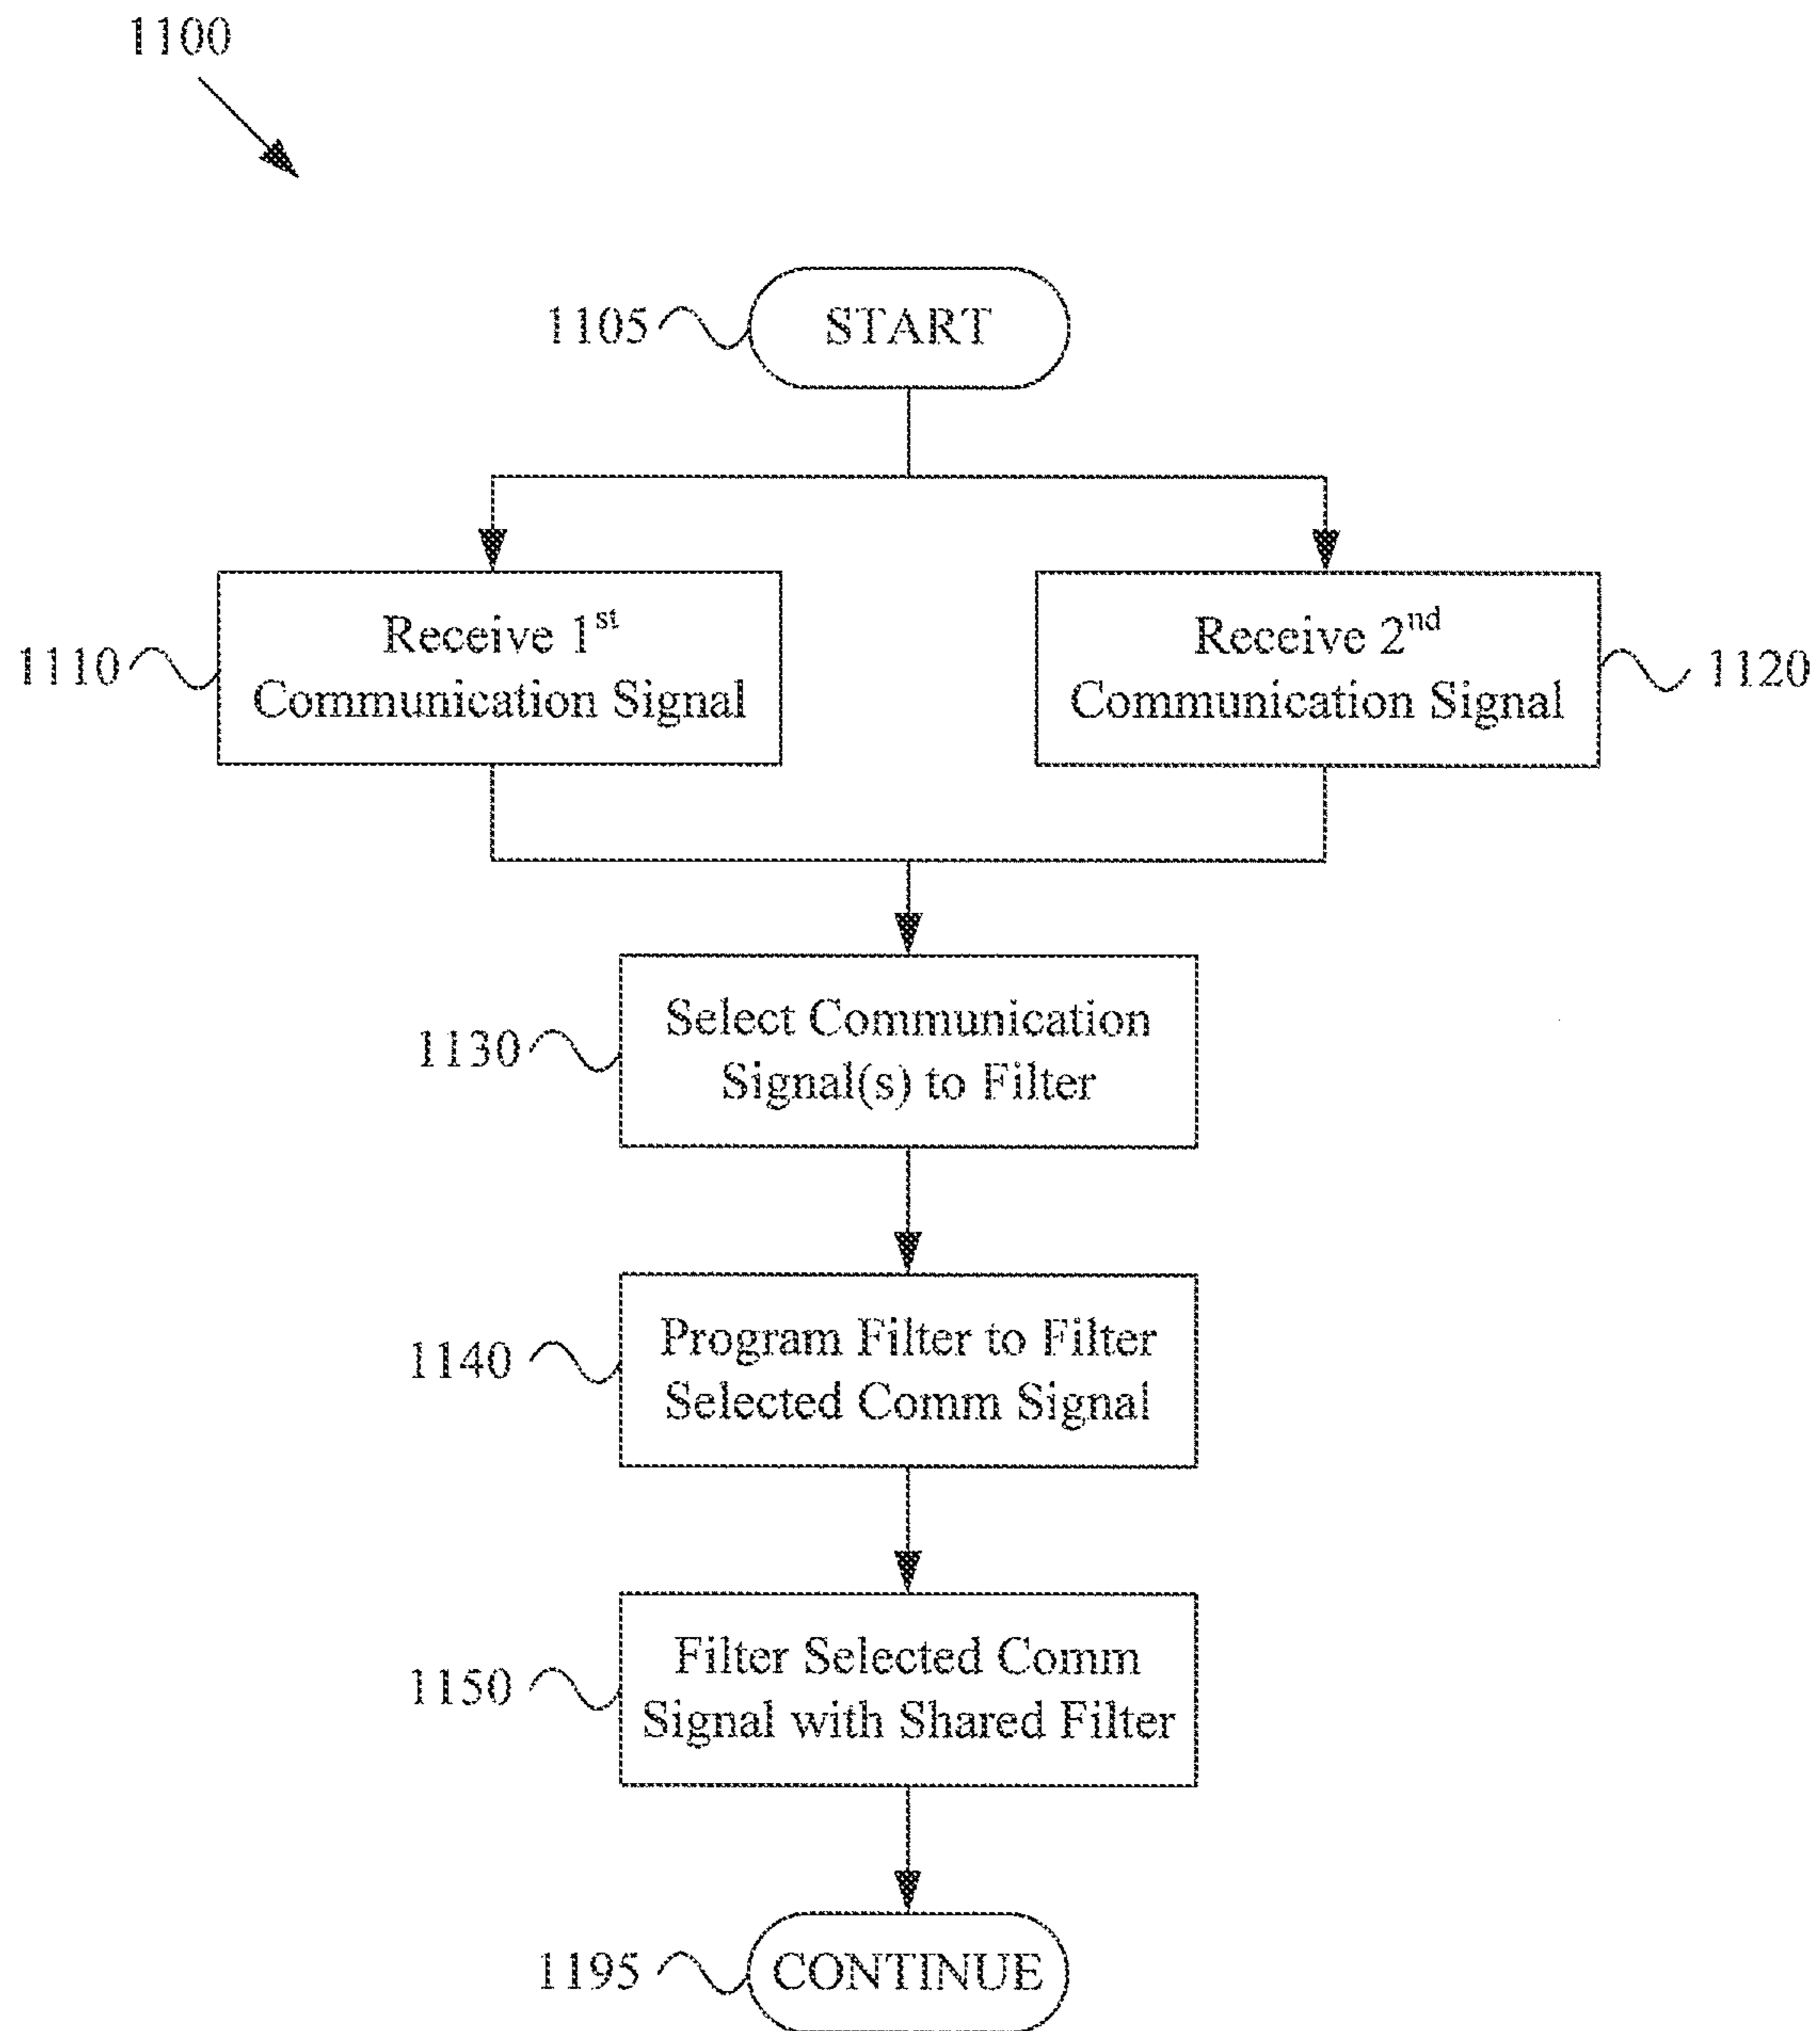 1100
1105 START
Receive 1st
Communication Signal
1110
Receive 2nd
Communication Signal
1120
Select Communication
Signal(s) to Filter
1130
Program Filter to Filter
Selected Comm Signal
1140
Filter Selected Comm
Signal with Shared Filter
1150
1195 CONTINUE